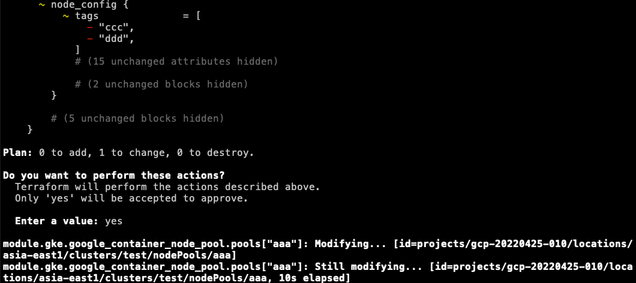 ~ node_config {
~ tags = [
- "ccc",
- "ddd",
]
# (15 unchanged attributes hidden)
# (2 unchanged blocks hidden)
}
# (5 unchanged blocks hidden)
}
Plan: 0 to add, 1 to change, 0 to destroy.
Do you want to perform these actions?
Terraform will perform the actions described above.
Only 'yes' will be accepted to approve.
Enter a value: yes
module.gke.google_container_node_pool.pools["aaa"]: Modifying... [id=projects/gcp-20220425-010/locations/
asia-east1/clusters/test/nodePools/aaa]
module.gke.google_container_node_pool.pools["aaa"]: Still modifying... [id=projects/gcp-20220425-010/loca
tions/asia-east1/clusters/test/nodePools/aaa, 10s elapsed]